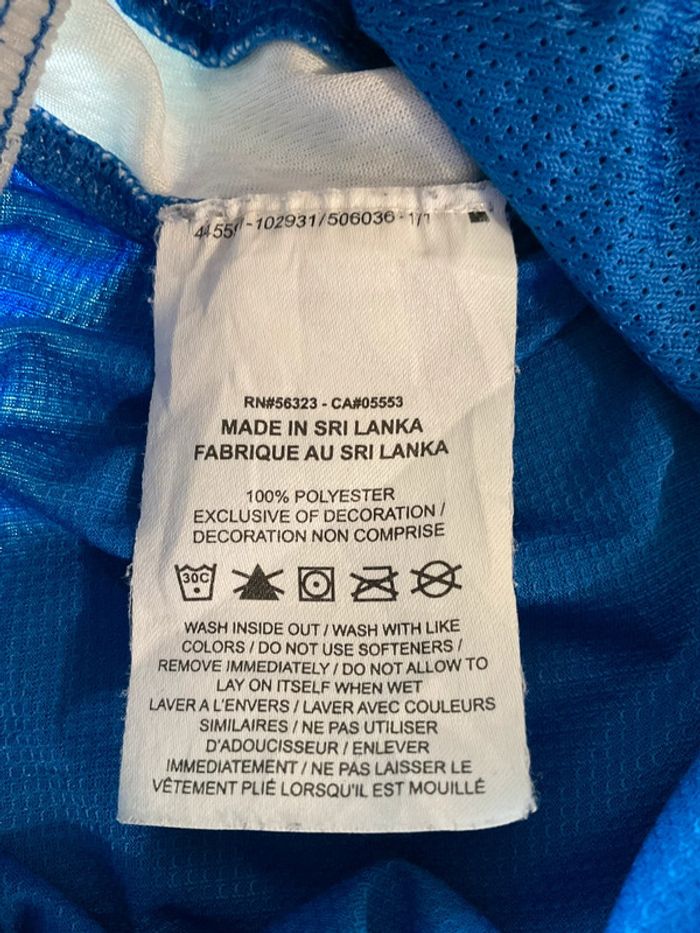 -102931/506036-1/1
RN#56323 - CA#05553
MADE IN SRI LANKA
FABRIQUE AU SRI LANKA
100% POLYESTER
EXCLUSIVE OF DECORATION /
DECORATION NON COMPRISE
30C
WASH INSIDE OUT / WASH WITH LIKE
COLORS / DO NOT USE SOFTENERS /
REMOVE IMMEDIATELY / DO NOT ALLOW TO
LAY ON ITSELF WHEN WET
LAVER A L'ENVERS / LAVER AVEC COULEURS
SIMILAIRES / NE PAS UTILISER
D'ADOUCISSEUR / ENLEVER
IMMEDIATEMENT / NE PAS LAISSER LE
VÊTEMENT PLIÉ LORSQU'IL EST MOUILLÉ